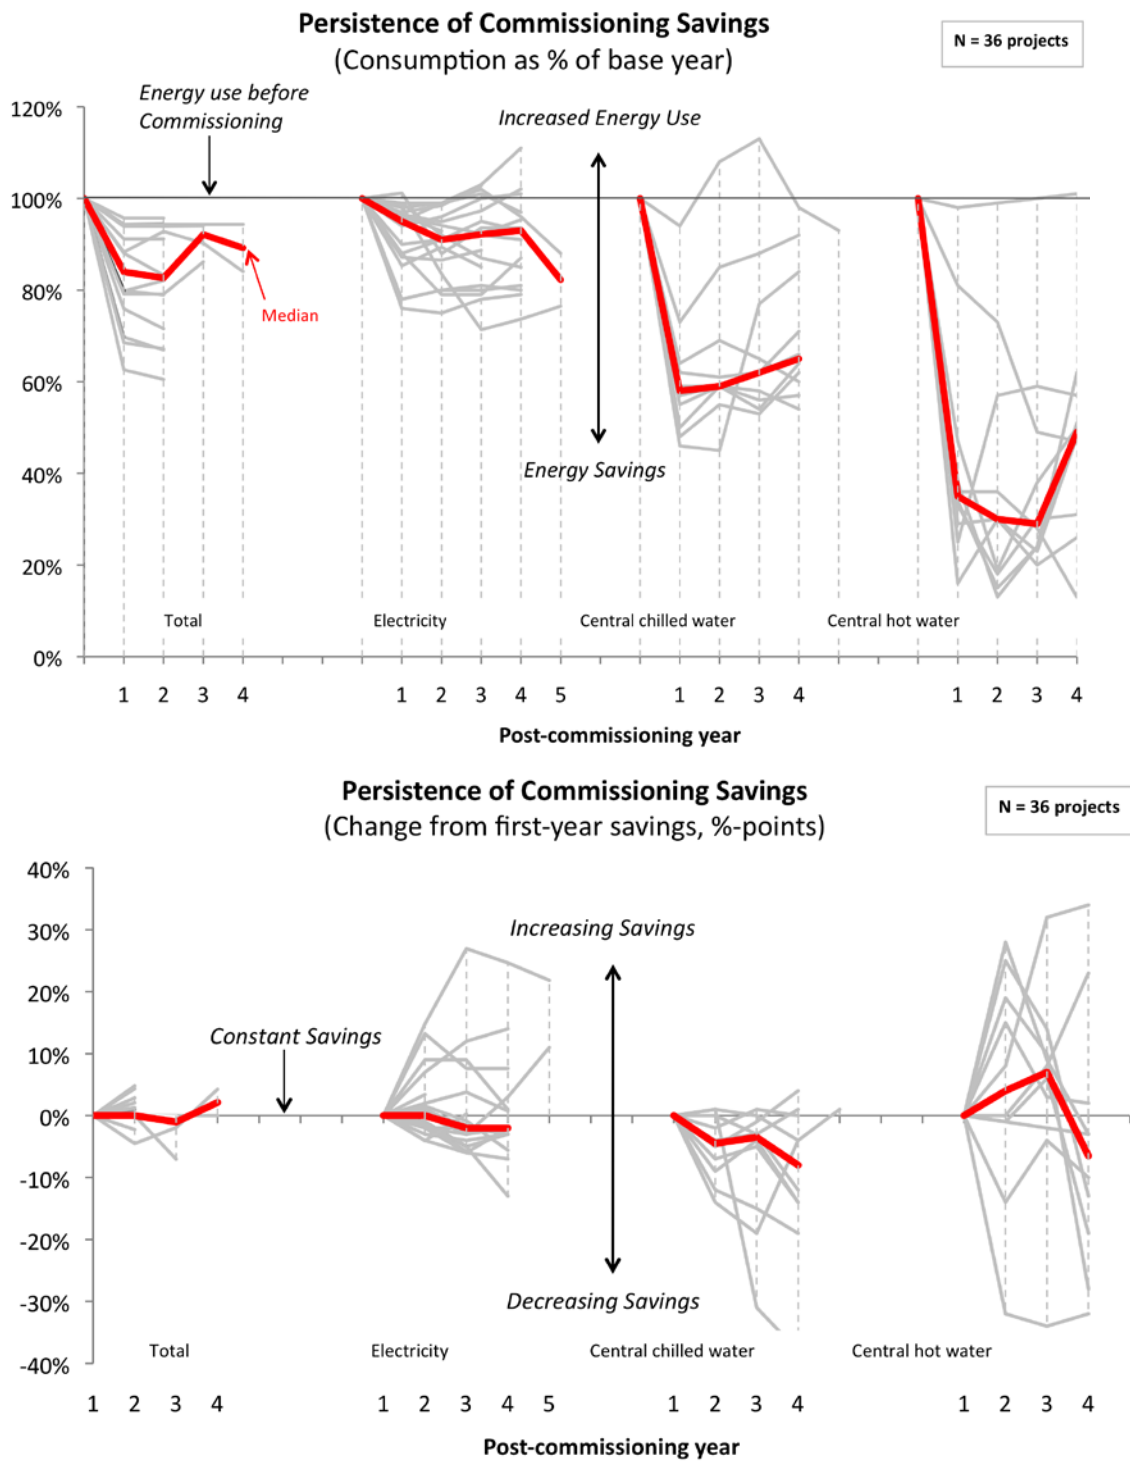 Persistence of Commissioning Savings
(Consumption as % of base year)
N = 36 projects
Energy use before
Commissioning
Increased Energy Use
120%
100%
80%
60%
40%
20%
0%
Median
Energy Savings
Total
Electricity
Central chilled water
Central hot water
1 2 3 4 1 2 3 4 5 1 2 3 4 1 2 3 4
Post-commissioning year
Persistence of Commissioning Savings
(Change from first-year savings, %-points)
N = 36 projects
40%
30%
20%
10%
0%
-10%
-20%
-30%
-40%
Increasing Savings
Constant Savings
Decreasing Savings
Total
Electricity
Central chilled water
Central hot water
1 2 3 4 1 2 3 4 5 1 2 3 4 1 2 3 4
Post-commissioning year